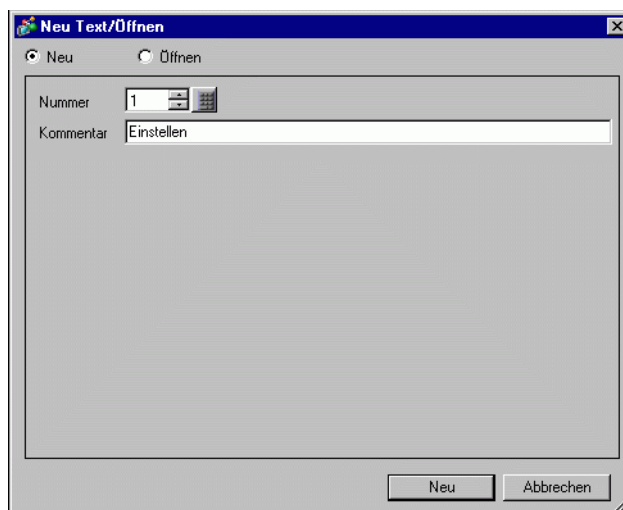 Neu Text/Öffnen
Neu Öffnen
Nummer 1
Kommentar Einstellen
Neu Abbrechen